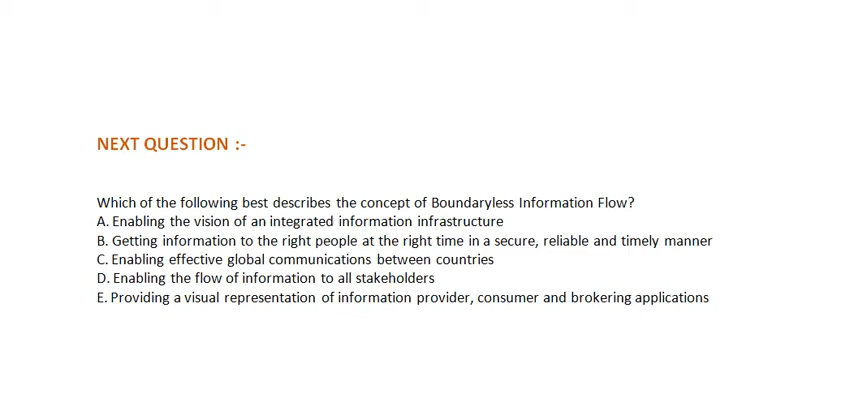 NEXT QUESTION :-
Which of the following best describes the concept of Boundaryless Information Flow?
A. Enabling the vision of an integrated information infrastructure
B. Getting information to the right people at the right time in a secure, reliable and timely manner
C. Enabling effective global communications between countries
D. Enabling the flow of information to all stakeholders
E. Providing a visual representation of information provider, consumer and brokering applications